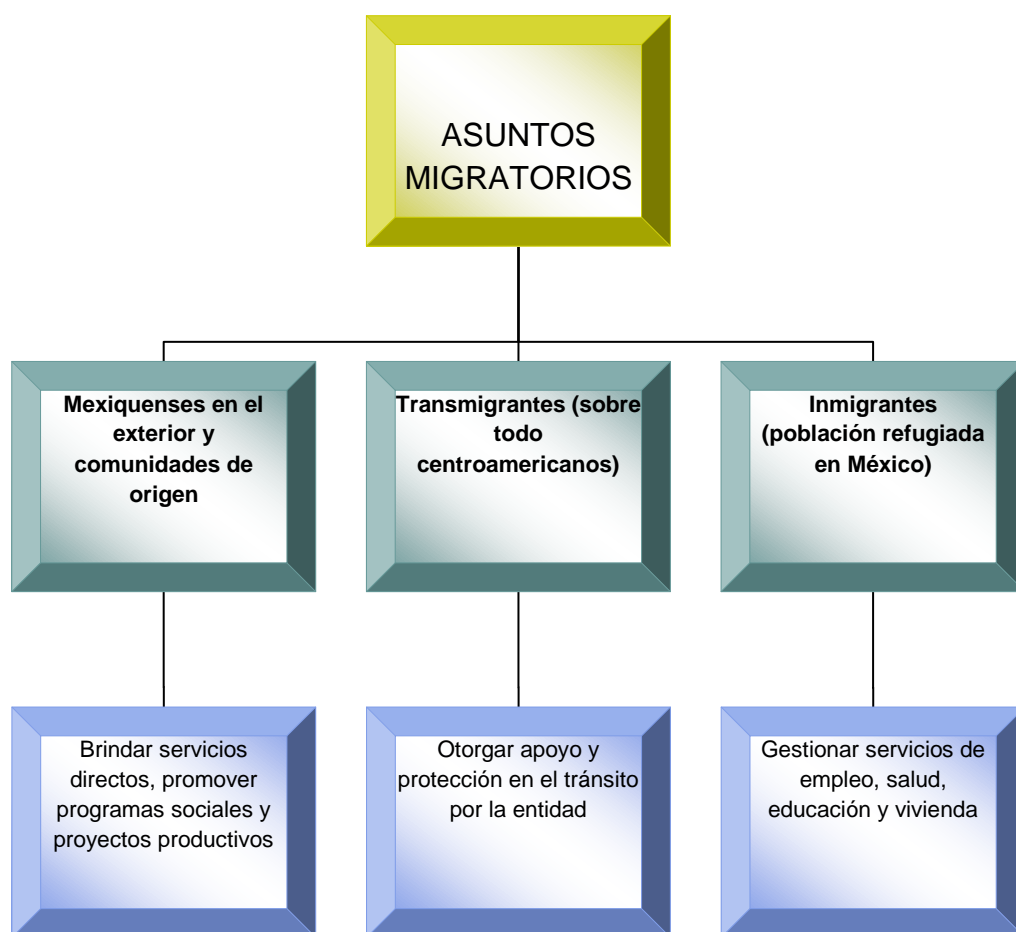 ASUNTOS
MIGRATORIOS
Mexiquenses en el
exterior y
comunidades de
origen
Transmigrantes (sobre
todo
centroamericanos)
Inmigrantes
(población refugiada
en México)
Brindar servicios
directos, promover
programas sociales y
proyectos productivos
Otorgar apoyo y
protección en el tránsito
por la entidad
Gestionar servicios de
empleo, salud,
educación y vivienda